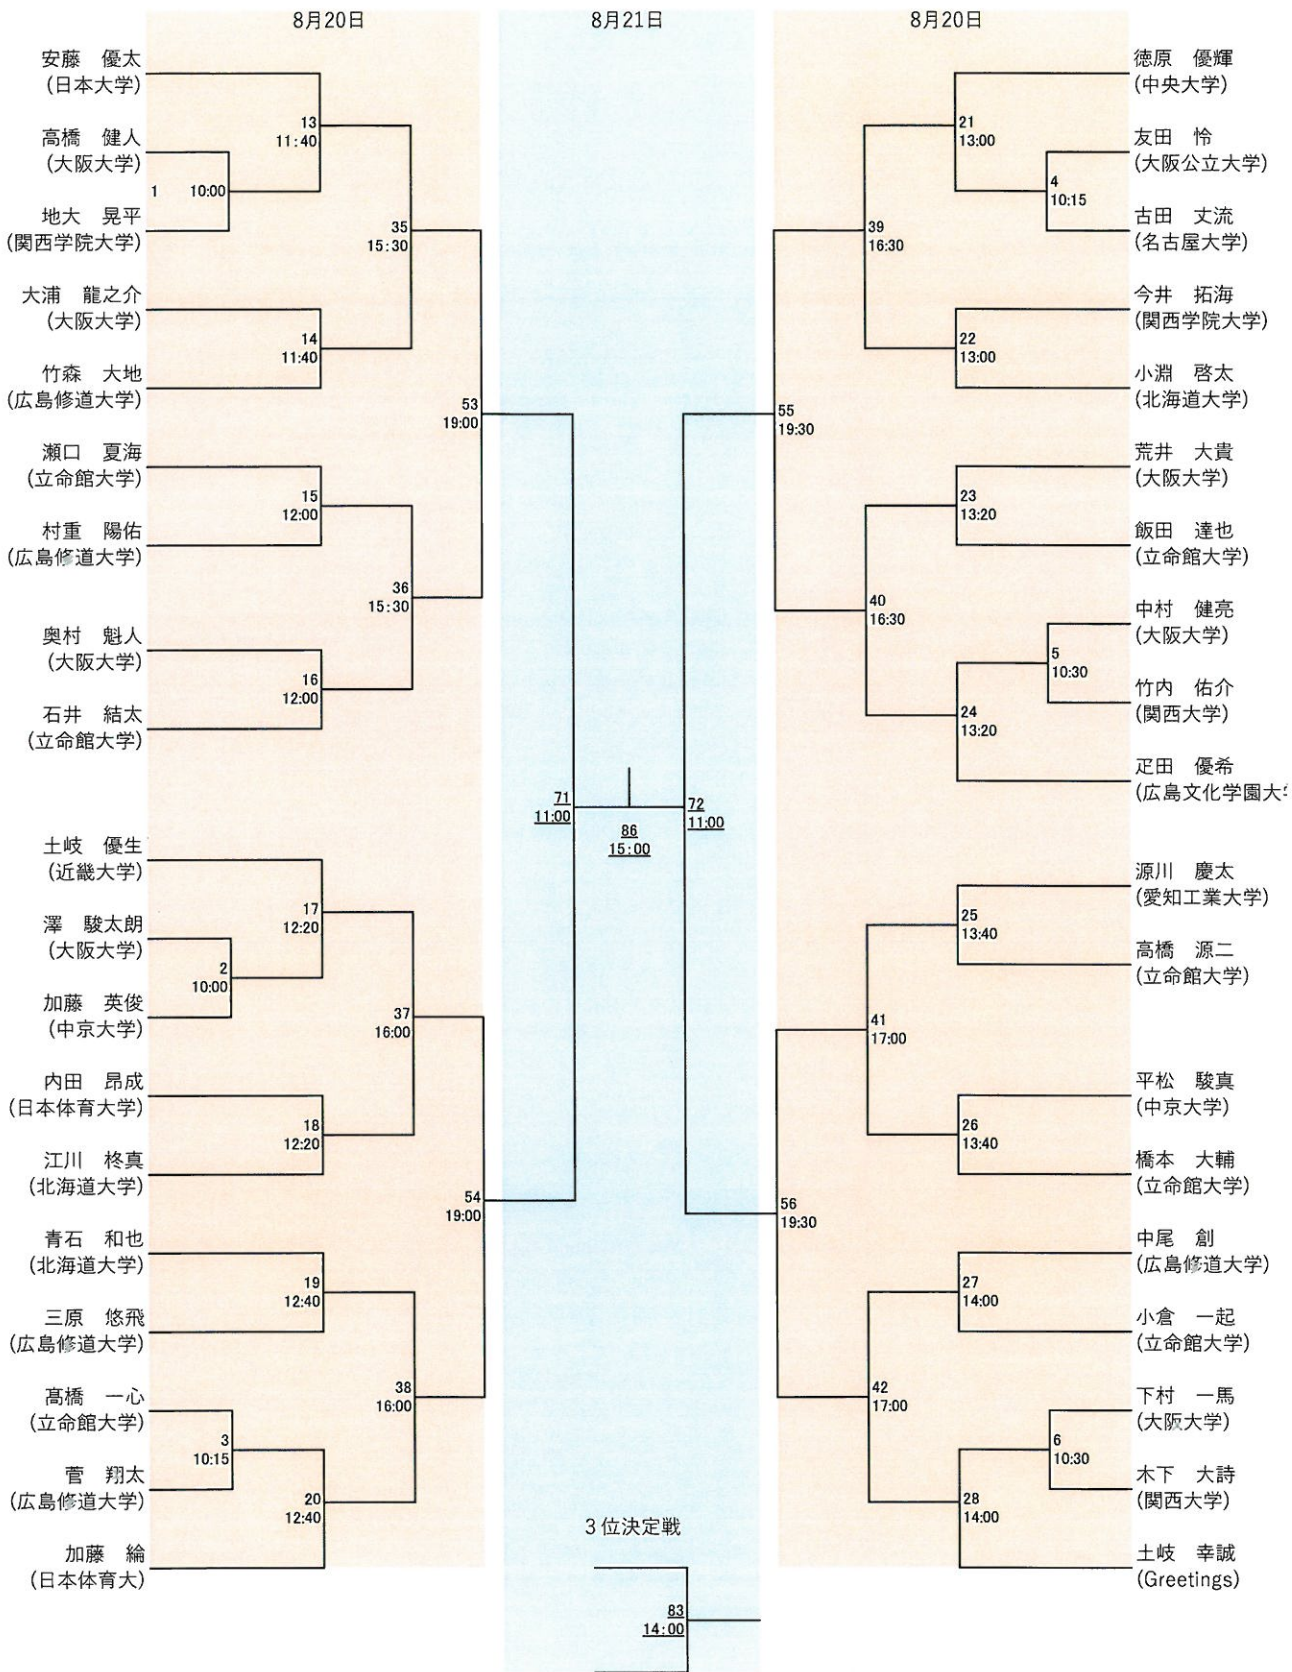 8月20日
8月21日
8月20日
安藤　優太
(日本大学)
高橋　健人
(大阪大学)
地大　晃平
(関西学院大学)
大浦　龍之介
(大阪大学)
竹森　大地
(広島修道大学)
瀬口　夏海
(立命館大学)
村重　陽佑
(広島修道大学)
奥村　魁人
(大阪大学)
石井　結太
(立命館大学)
土岐　優生
(近畿大学)
澤　駿太朗
(大阪大学)
加藤　英俊
(中京大学)
内田　昂成
(日本体育大学)
江川　柊真
(北海道大学)
青石　和也
(北海道大学)
三原　悠飛
(広島修道大学)
髙橋　一心
(立命館大学)
菅　翔太
(広島修道大学)
加藤　綸
(日本体育大)
1 10:00
13
11:40
14
11:40
35
15:30
15
12:00
16
12:00
36
15:30
53
19:00
2
10:00
17
12:20
18
12:20
37
16:00
19
12:40
3
10:15
20
12:40
38
16:00
54
19:00
71
11:00
86
15:00
72
11:00
3位決定戦
83
14:00
21
13:00
4
10:15
39
16:30
22
13:00
55
19:30
23
13:20
40
16:30
5
10:30
24
13:20
25
13:40
41
17:00
26
13:40
56
19:30
27
14:00
42
17:00
6
10:30
28
14:00
徳原　優輝
(中央大学)
友田　怜
(大阪公立大学)
古田　丈流
(名古屋大学)
今井　拓海
(関西学院大学)
小淵　啓太
(北海道大学)
荒井　大貴
(大阪大学)
飯田　達也
(立命館大学)
中村　健亮
(大阪大学)
竹内　佑介
(関西大学)
疋田　優希
(広島文化学園大
源川　慶太
(愛知工業大学)
高橋　源二
(立命館大学)
平松　駿真
(中京大学)
橋本　大輔
(立命館大学)
中尾　創
(広島修道大学)
小倉　一起
(立命館大学)
下村　一馬
(大阪大学)
木下　大詩
(関西大学)
土岐　幸誠
(Greetings)